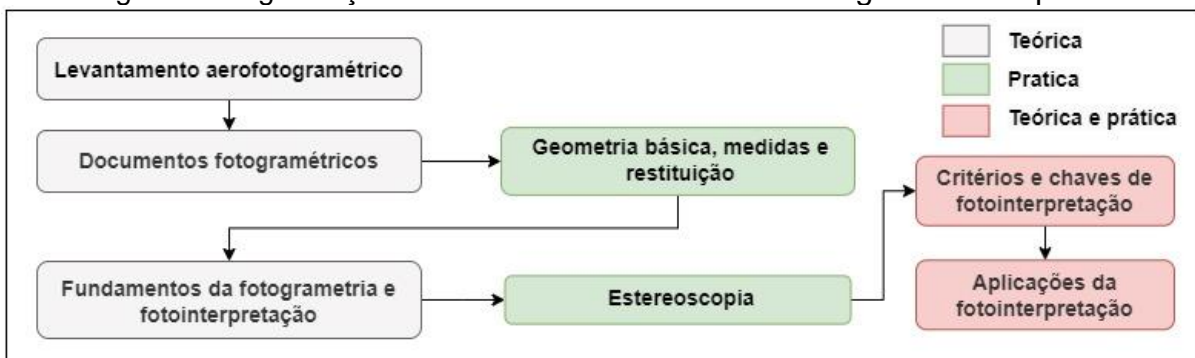 Levantamento aerofotogramétrico
Documentos fotogramétricos
Geometria básica, medidas e
restituição
Fundamentos da fotogrametria e
fotointerpretação
Estereoscopia
Critérios e chaves de
fotointerpretação
Aplicações da
fotointerpretação
Teórica
Pratica
Teórica e prática